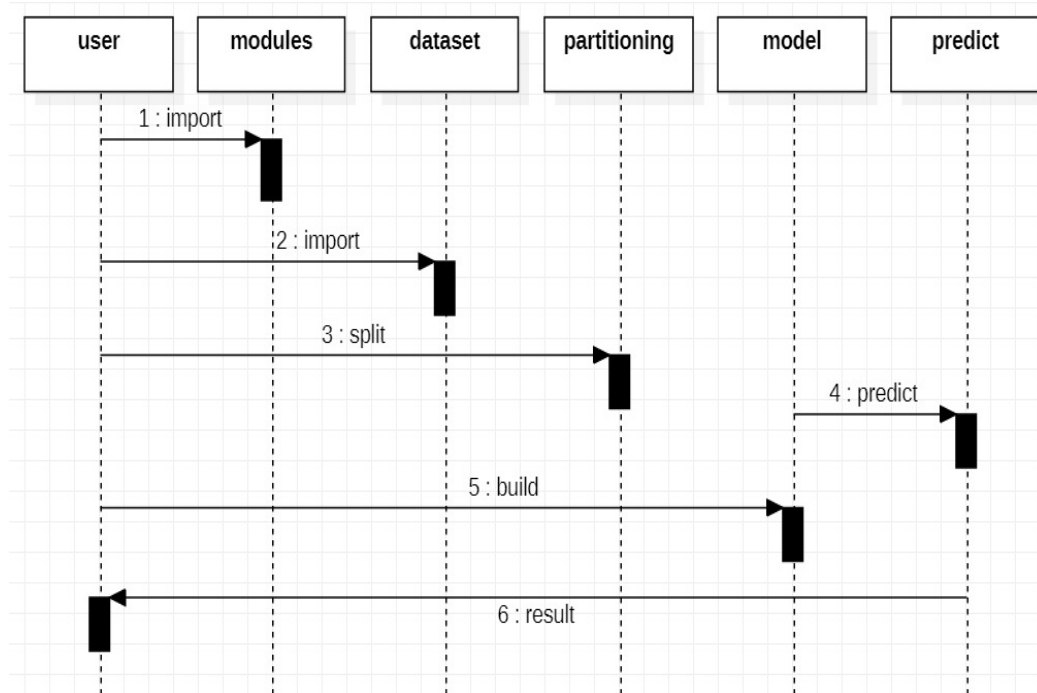 user
modules
dataset
partitioning
model
predict
1 : import
2 : import
3 : split
4 : predict
5 : build
6 : result